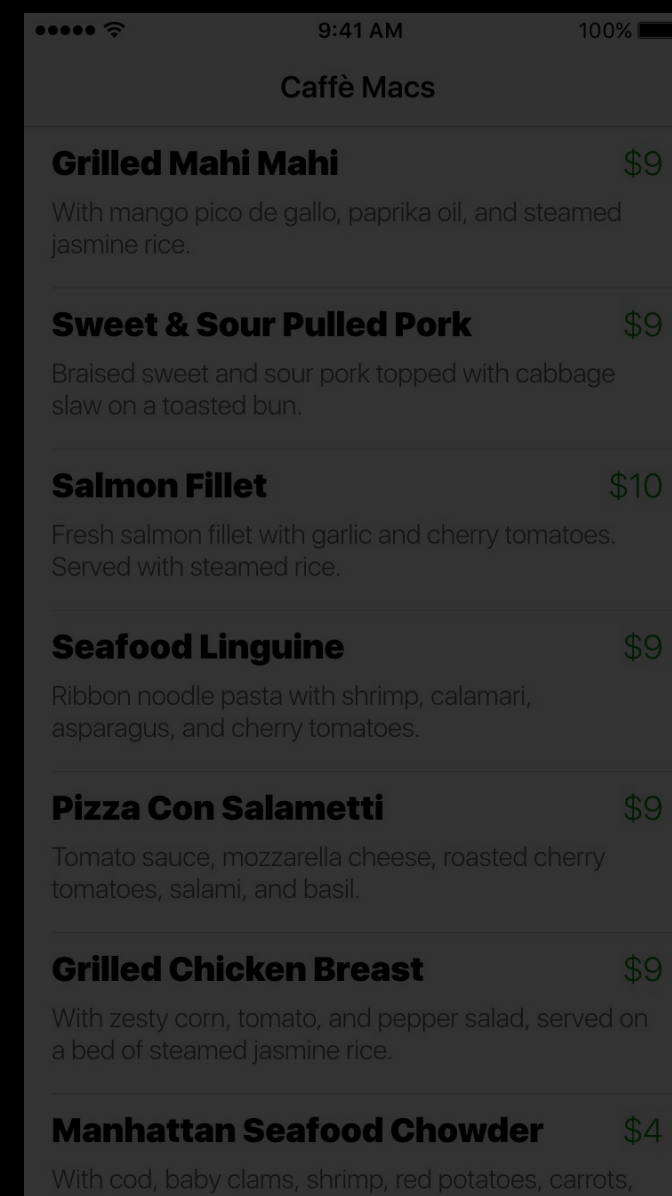 9:41 AM
100%
Caffè Macs
Grilled Mahi Mahi $9
With mango pico de gallo, paprika oil, and steamed
jasmine rice.
Sweet & Sour Pulled Pork $9
Braised sweet and sour pork topped with cabbage
slaw on a toasted bun.
Salmon Fillet $10
Fresh salmon fillet with garlic and cherry tomatoes.
Served with steamed rice.
Seafood Linguine $9
Ribbon noodle pasta with shrimp, calamari,
asparagus, and cherry tomatoes.
Pizza Con Salametti $9
Tomato sauce, mozzarella cheese, roasted cherry
tomatoes, salami, and basil.
Grilled Chicken Breast $9
With zesty corn, tomato, and pepper salad, served on
a bed of steamed jasmine rice.
Manhattan Seafood Chowder $4
With cod, baby clams, shrimp, red potatoes, carrots,